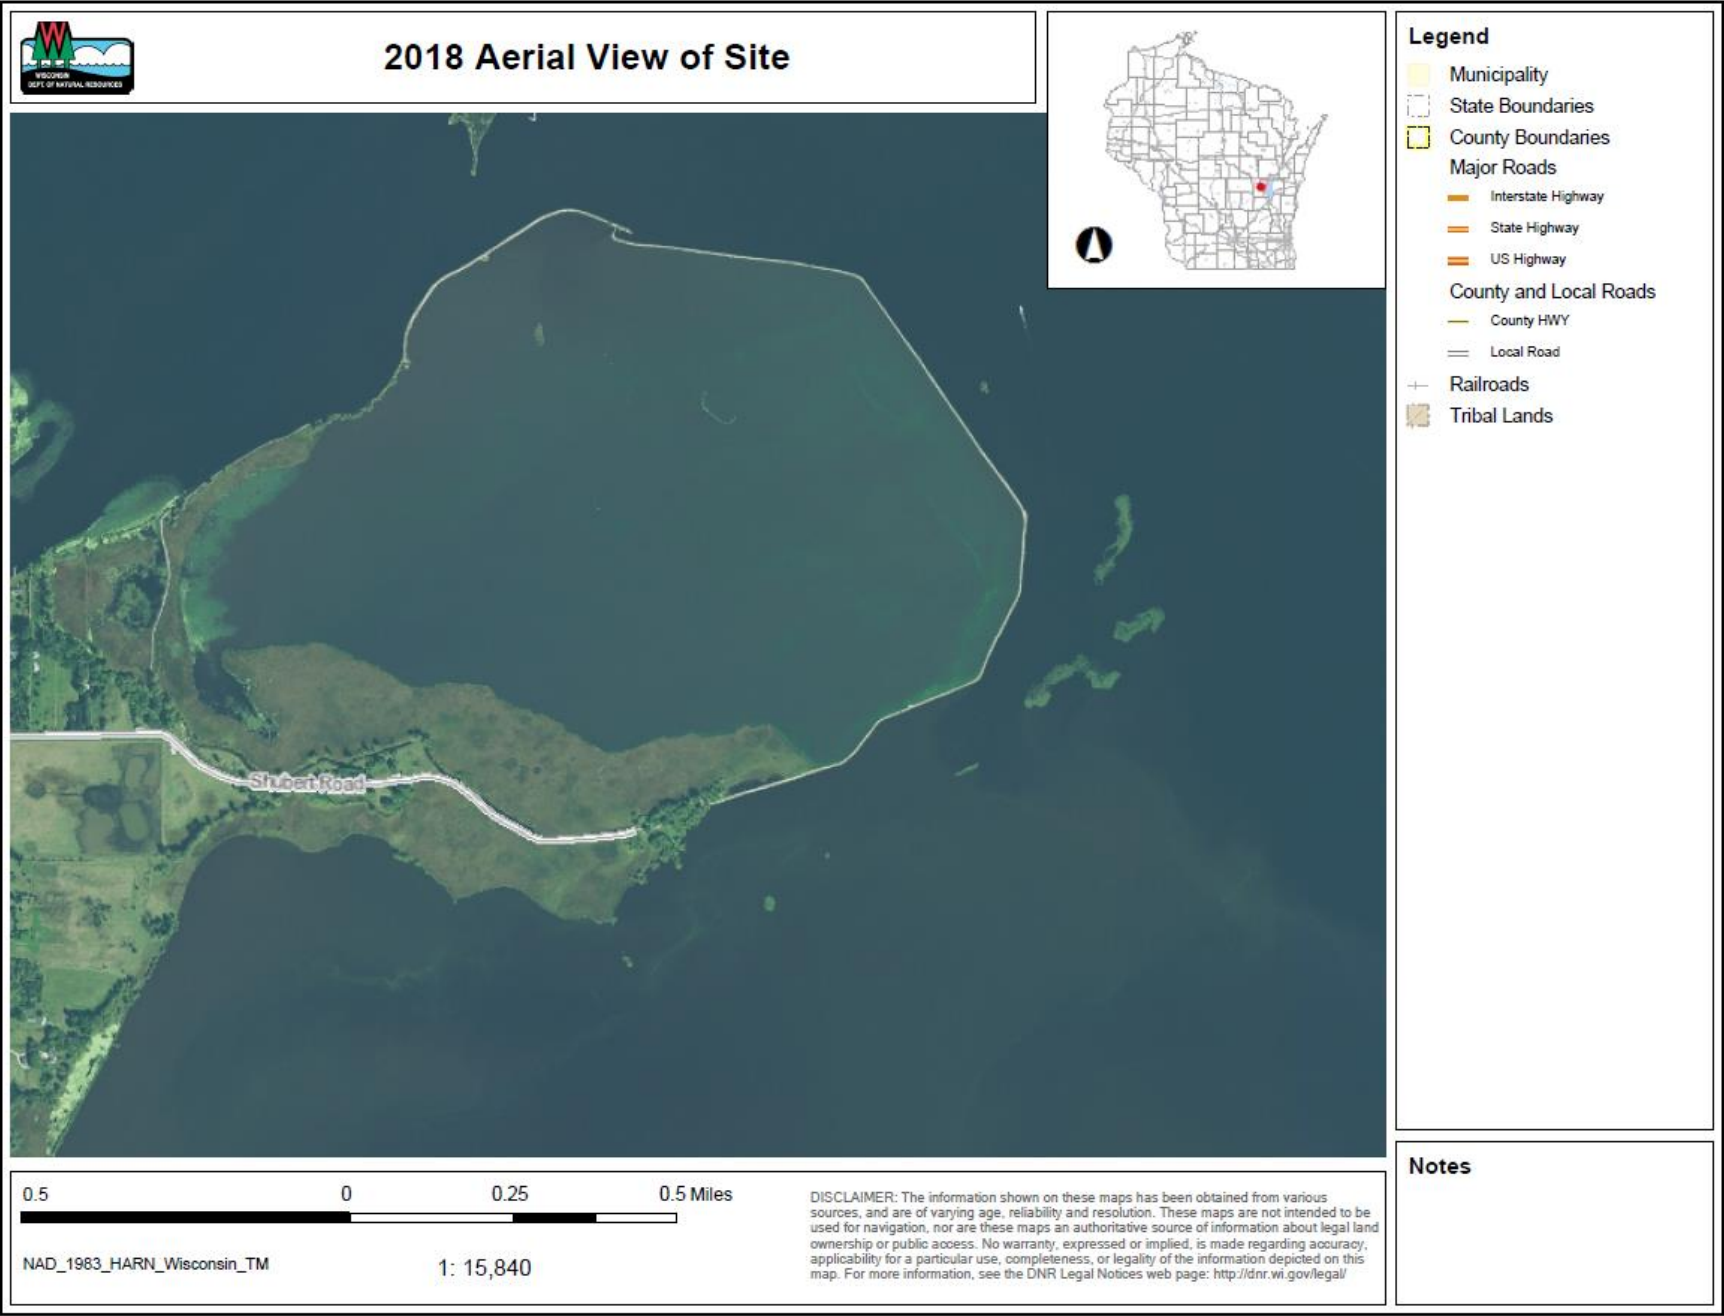 WISCONSIN
DEPT. OF NATURAL RESOURCES
2018 Aerial View of Site
Legend
Municipality
State Boundaries
County Boundaries
Major Roads
Interstate Highway
State Highway
US Highway
County and Local Roads
County HWY
Local Road
Railroads
Tribal Lands
Shubert Road
Notes
0.5 0 0.25 0.5 Miles
NAD_1983_HARN_Wisconsin_TM
1: 15,840
DISCLAIMER: The information shown on these maps has been obtained from various
sources, and are of varying age, reliability and resolution. These maps are not intended to be
used for navigation, nor are these maps an authoritative source of information about legal land
ownership or public access. No warranty, expressed or implied, is made regarding accuracy,
applicability for a particular use, completeness, or legality of the information depicted on this
map. For more information, see the DNR Legal Notices web page: http://dnr.wi.gov/legal/